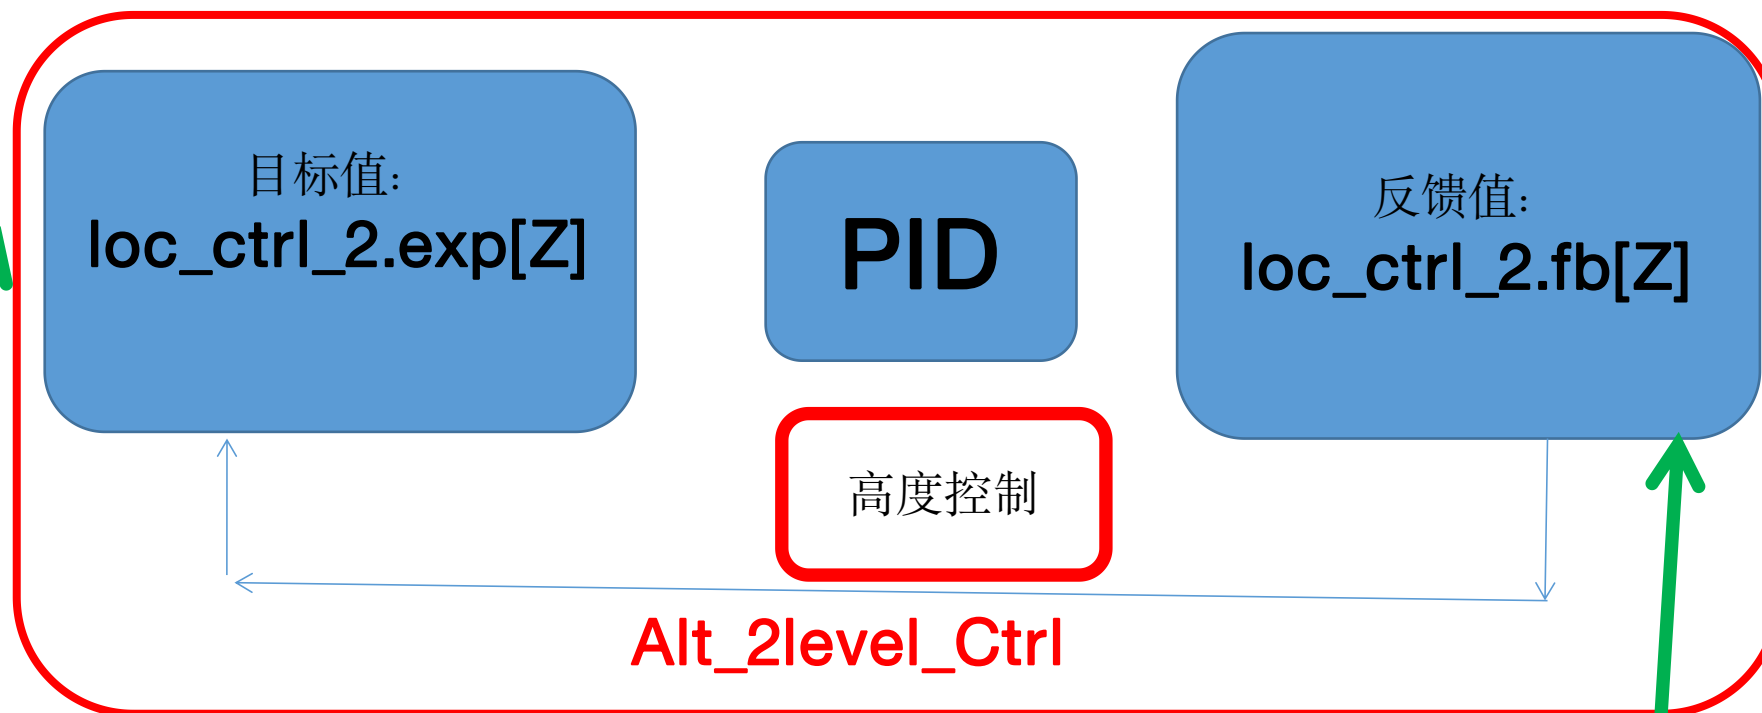 目标值:
loc_ctrl_2.exp[Z]
PID
反馈值:
loc_ctrl_2.fb[Z]
高度控制
Alt_2level_Ctrl